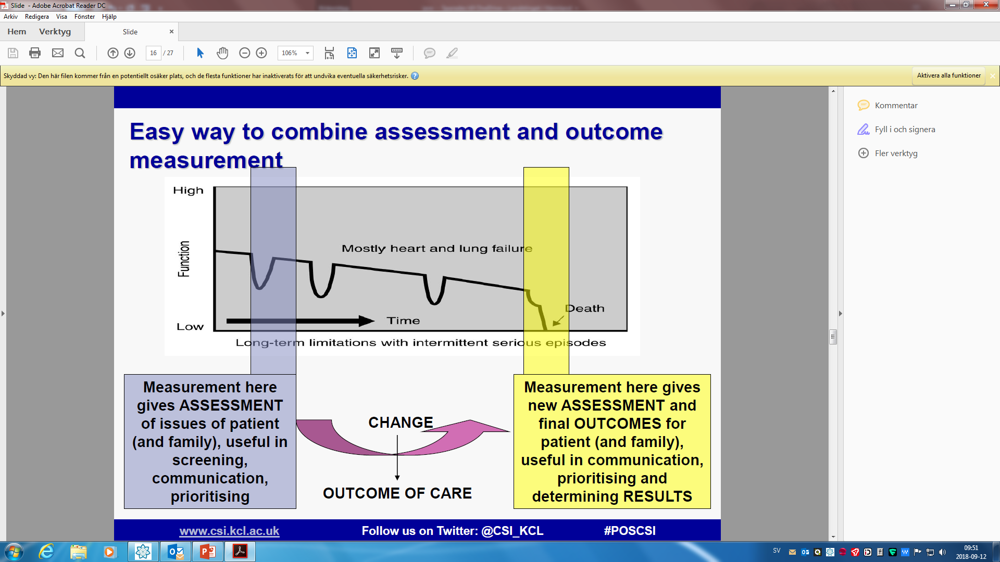 Slide - Adobe Acrobat Reader DC
Arkiv Redigera Visa Fönster Hjälp
Hem Verktyg Slide ×
16 / 27 106%
Skyddad vy: Den här filen kommer från en potentiellt osäker plats, och de flesta funktioner har inaktiverats för att undvika eventuella säkerhetsrisker. Aktivera alla funktioner
Kommentar
Fyll i och signera
Fler verktyg
Easy way to combine assessment and outcome
measurement
High
Function
Mostly heart and lung failure
Death
Time
Low
Long-term limitations with intermittent serious episodes
Measurement here
gives ASSESSMENT
of issues of patient
(and family), useful in
screening,
communication,
prioritising
CHANGE
OUTCOME OF CARE
Measurement here gives
new ASSESSMENT and
final OUTCOMES for
patient (and family),
useful in communication,
prioritising and
determining RESULTS
www.csi.kcl.ac.uk Follow us on Twitter: @CSI_KCL #POSCSI
SV
09:51
2018-09-12